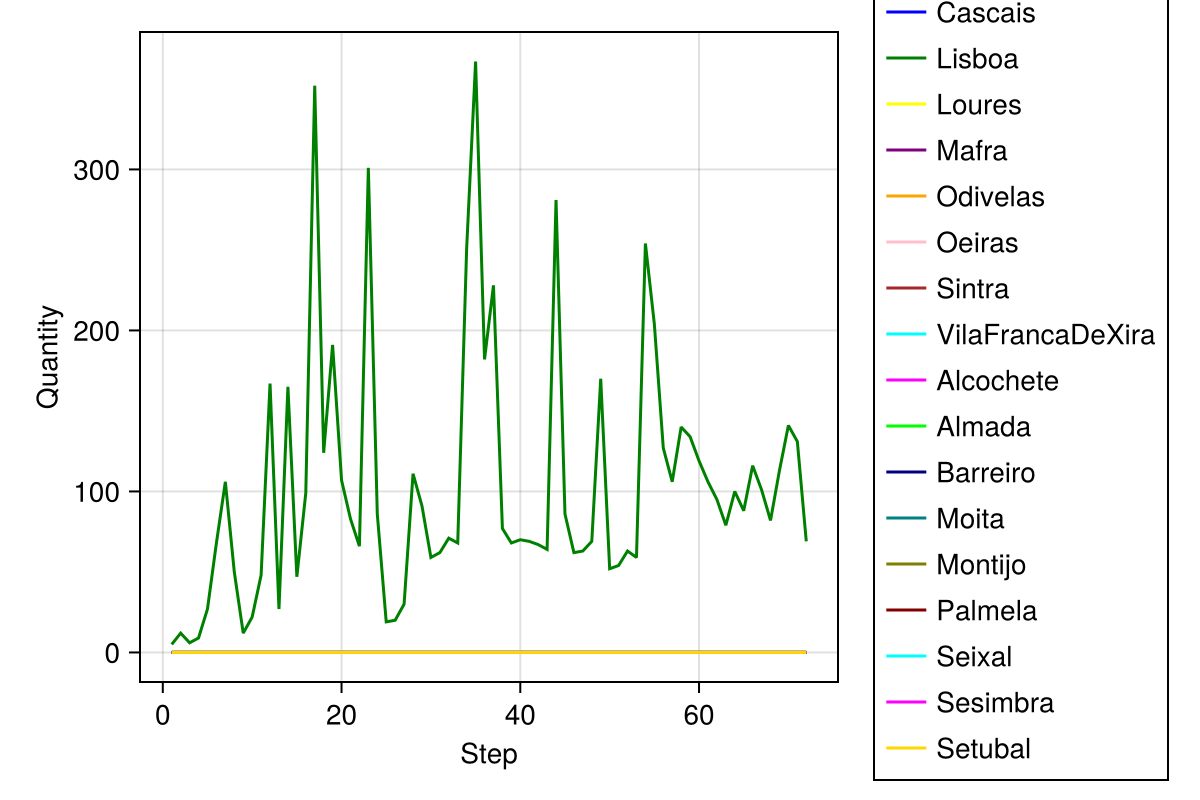 Quantity
300
200
100
0
0
20
40
60
Step
Cascais
Lisboa
Loures
Mafra
Odivelas
Oeiras
Sintra
VilaFrancaDeXira
Alcochete
Almada
Barreiro
Moita
Montijo
Palmela
Seixal
Sesimbra
Setubal